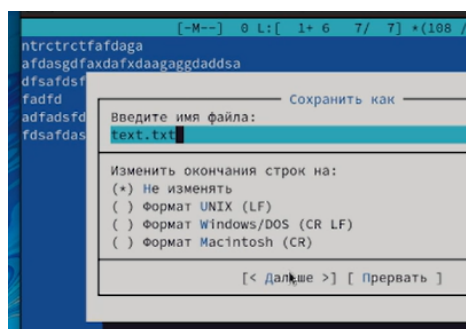 [-M--] 0 L:[ 1+ 6 7/ 7] *(108 /
ntrctrctfafdaga
afdasgdfaxdafxdaagaggdaddsa
dfsafdsf
fadfd
adfadsfd
fdsafdas
Сохранить как
Введите имя файла:
text.txt
Изменить окончания строк на:
(*) Не изменять
( ) Формат UNIX (LF)
( ) Формат Windows/DOS (CR LF)
( ) Формат Macintosh (CR)
[< Дальше >] [ Прервать ]